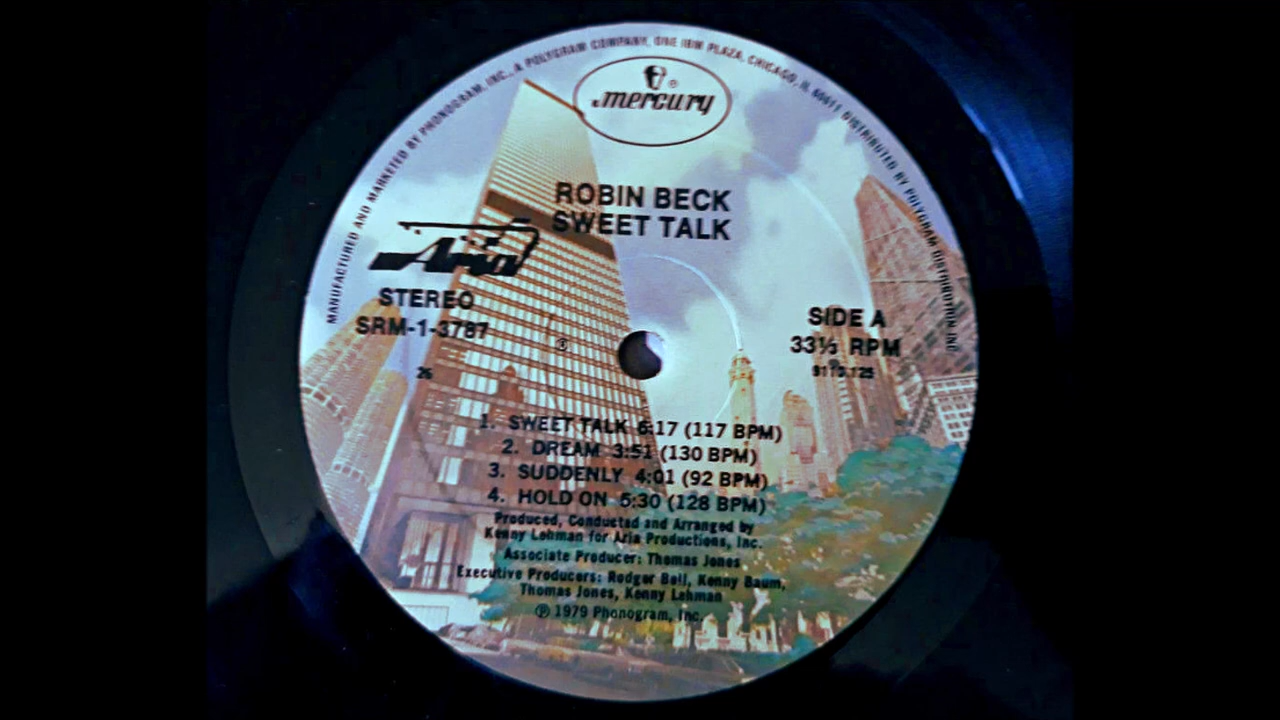 MANUFACTURED AND MARKETED BY PHONOGRAM, INC., A POLYGRAM COMPANY, ONE IBM PLAZA, CHICAGO, IL 60611 DISTRIBUTED BY POLYGRAM DISTRIBUTION, INC.
mercury
ROBIN BECK
SWEET TALK
Aria
STEREO
SRM-1-3787
26
℗
SIDE A
33⅓ RPM
1. SWEET TALK 6:17 (117 BPM)
2. DREAM 3:51 (130 BPM)
3. SUDDENLY 4:01 (92 BPM)
4. HOLD ON 5:30 (128 BPM)
Produced, Conducted and Arranged by
Kenny Lehman for Aria Productions, Inc.
Associate Producer: Thomas Jones
Executive Producers: Rodger Bell, Kenny Baum,
Thomas Jones, Kenny Lehman
℗ 1979 Phonogram, Inc.